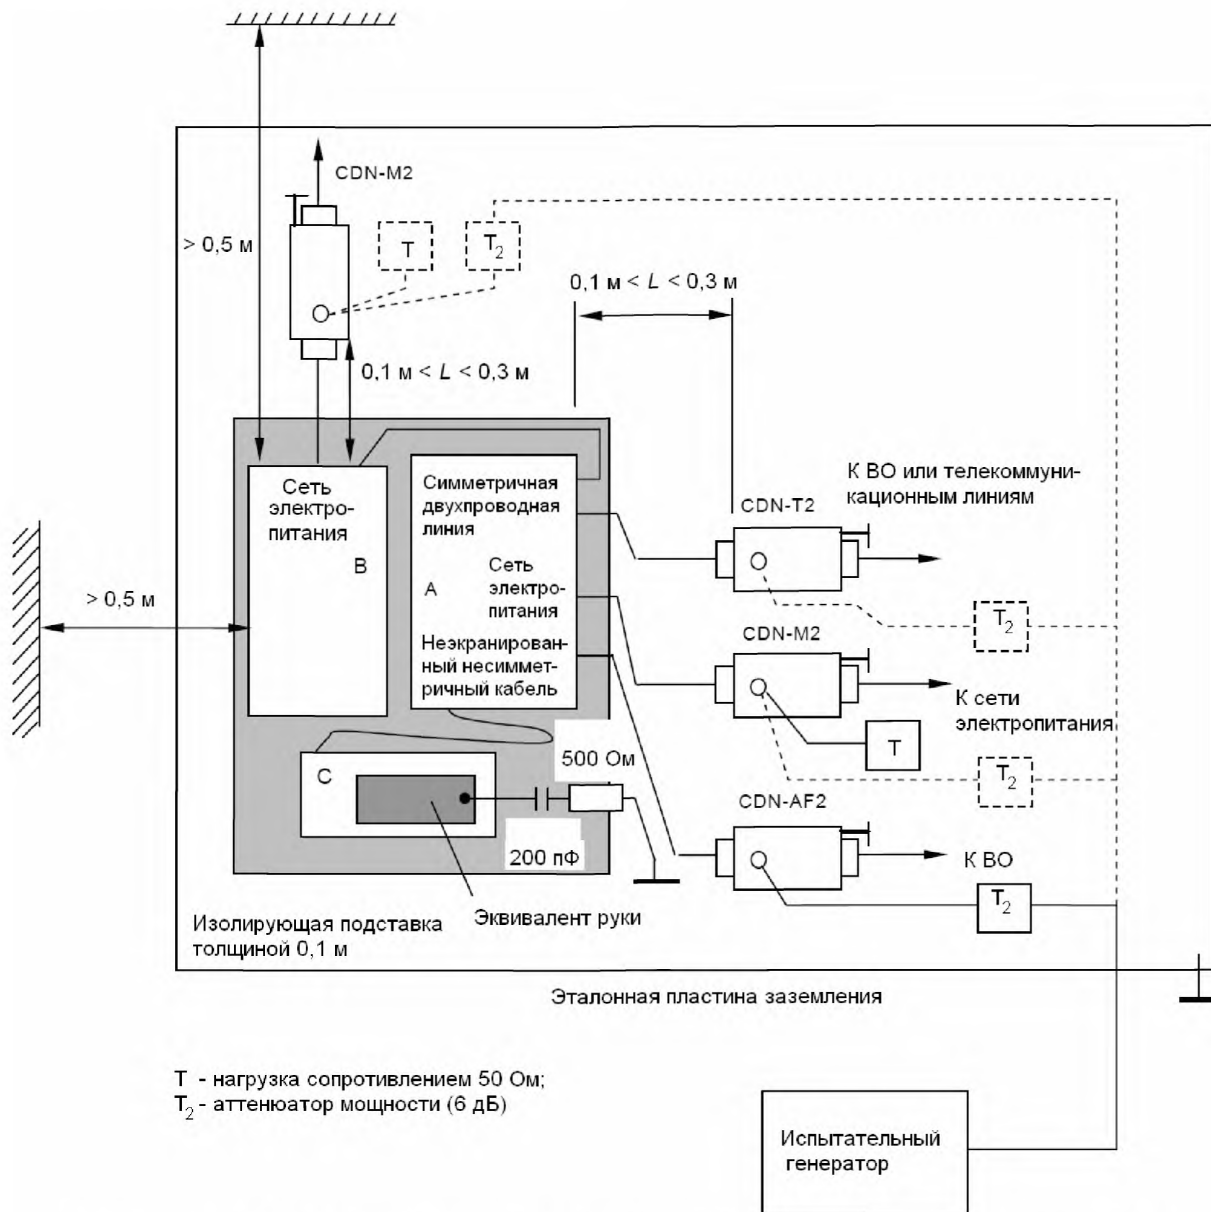 CDN-M2
> 0,5 м
T
T2
0,1 м < L < 0,3 м
0,1 м < L < 0,3 м
Сеть
электро-
питания
B
Симметричная
двухпроводная
линия
A
Сеть
электро-
питания
Неэкранирован-
ный несиммет-
ричный кабель
К ВО или телекоммуни-
кационным линиям
CDN-T2
T2
> 0,5 м
CDN-M2
К сети
электропитания
T
T2
500 Ом
C
CDN-AF2
200 пФ
К ВО
T2
Эквивалент руки
Изолирующая подставка
толщиной 0,1 м
Эталонная пластина заземления
T - нагрузка сопротивлением 50 Ом;
T2 - аттенюатор мощности (6 дБ)
Испытательный
генератор